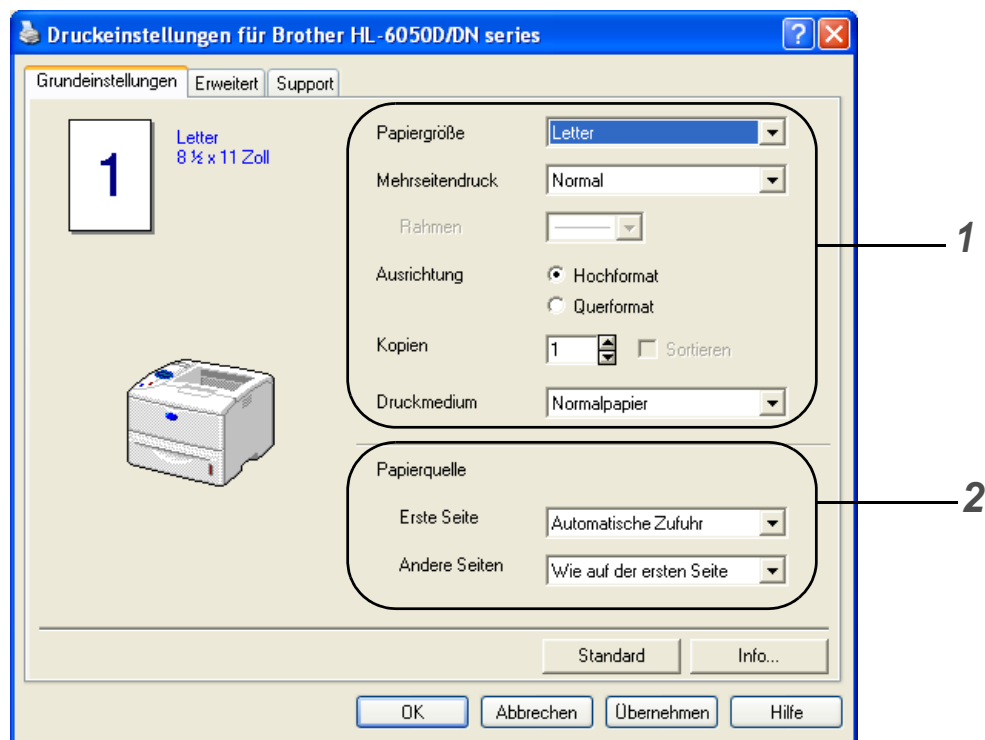 Druckeinstellungen für Brother HL-6050D/DN series
Grundeinstellungen Erweitert Support
1
Letter
8 ½ x 11 Zoll
Papiergröße Letter
Mehrseitendruck Normal
Rahmen
Ausrichtung Hochformat
Querformat
Kopien 1 Sortieren
Druckmedium Normalpapier
1
Papierquelle
Erste Seite Automatische Zufuhr
Andere Seiten Wie auf der ersten Seite
2
Standard Info...
OK Abbrechen Übernehmen Hilfe